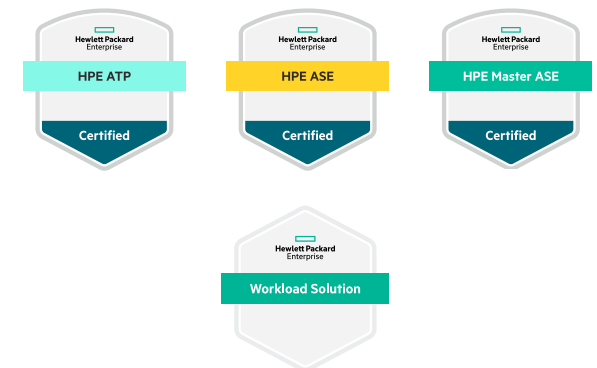 Hewlett Packard
Enterprise
HPE ATP
Certified
Hewlett Packard
Enterprise
HPE ASE
Certified
Hewlett Packard
Enterprise
HPE Master ASE
Certified
Hewlett Packard
Enterprise
Workload Solution